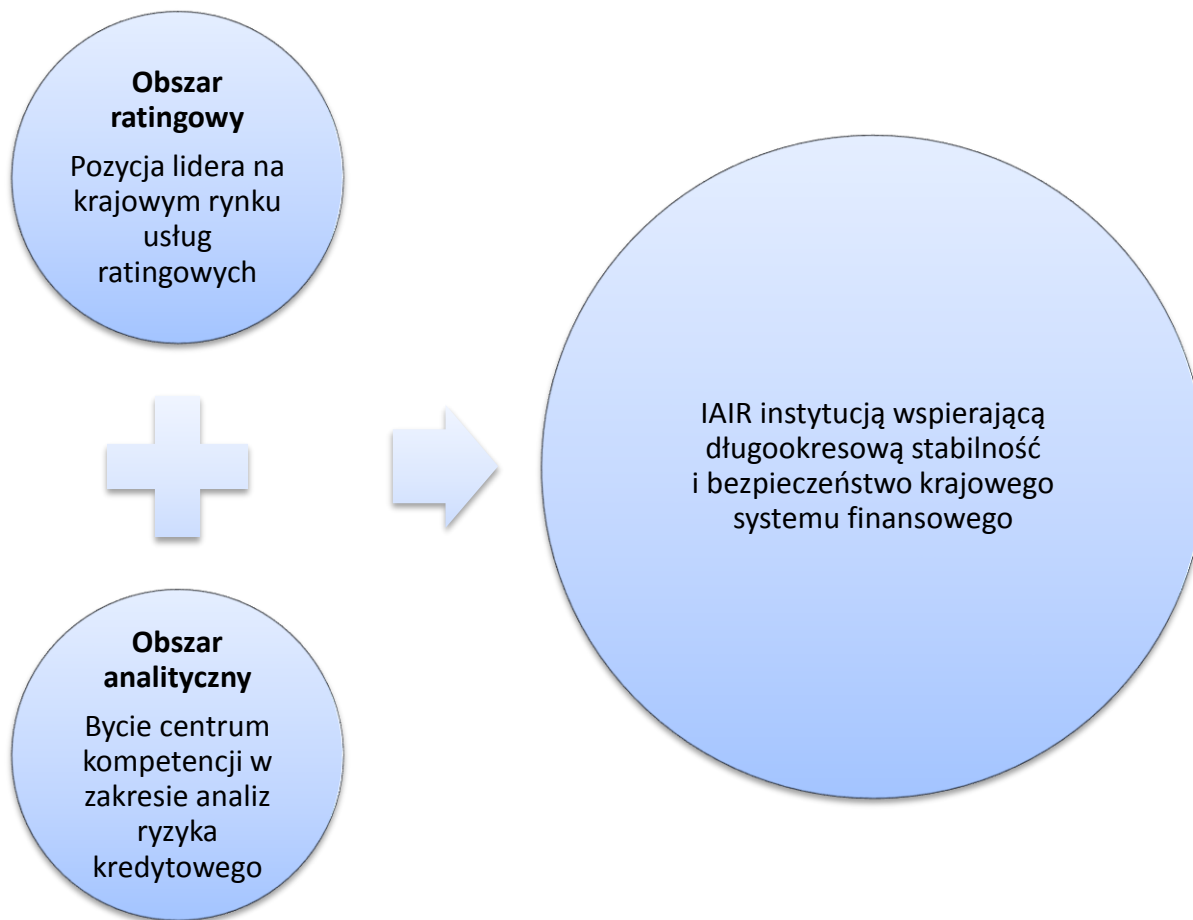 Obszar
ratingowy
Pozycja lidera na
krajowym rynku
usług
ratingowych
Obszar
analityczny
Bycie centrum
kompetencji w
zakresie analiz
ryzyka
kredytowego
IAIR instytucją wspierającą
długookresową stabilność
i bezpieczeństwo krajowego
systemu finansowego